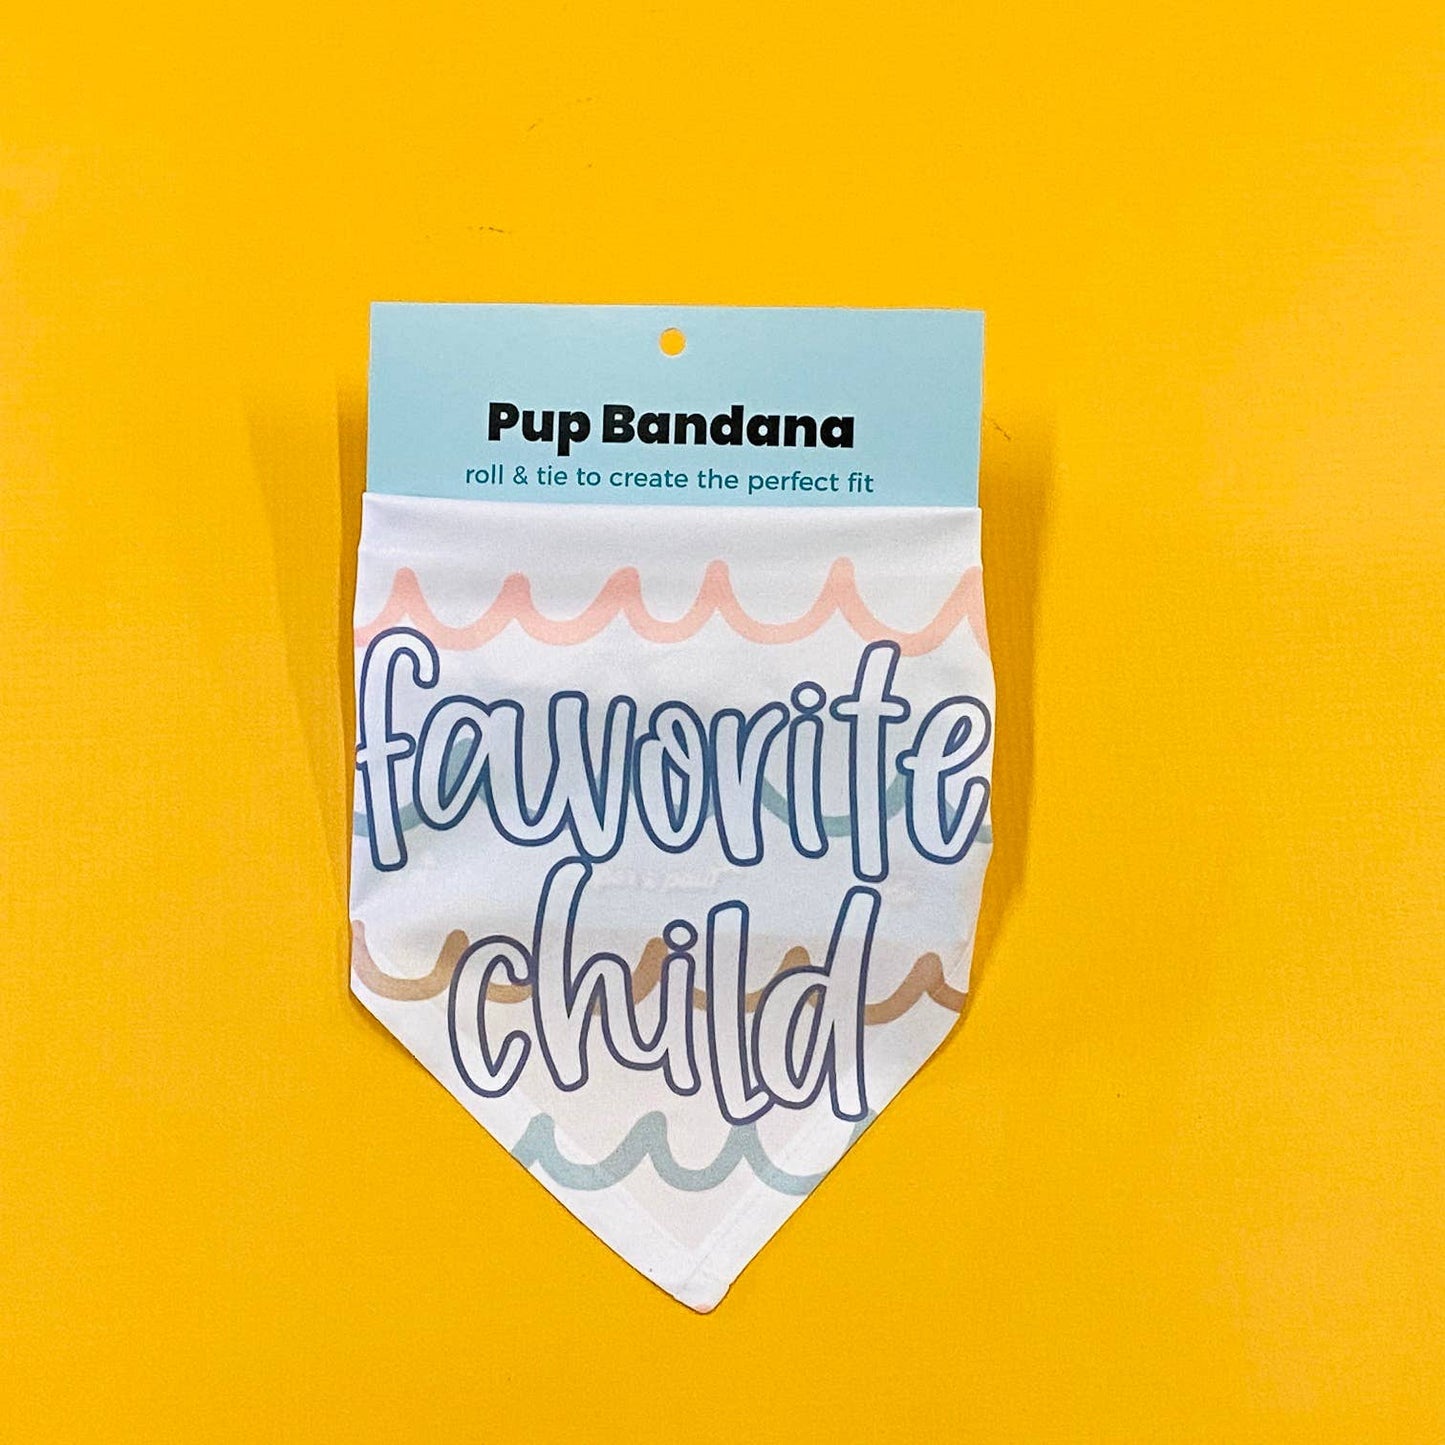 Pup Bandana
roll & tie to create the perfect fit
favorite
child